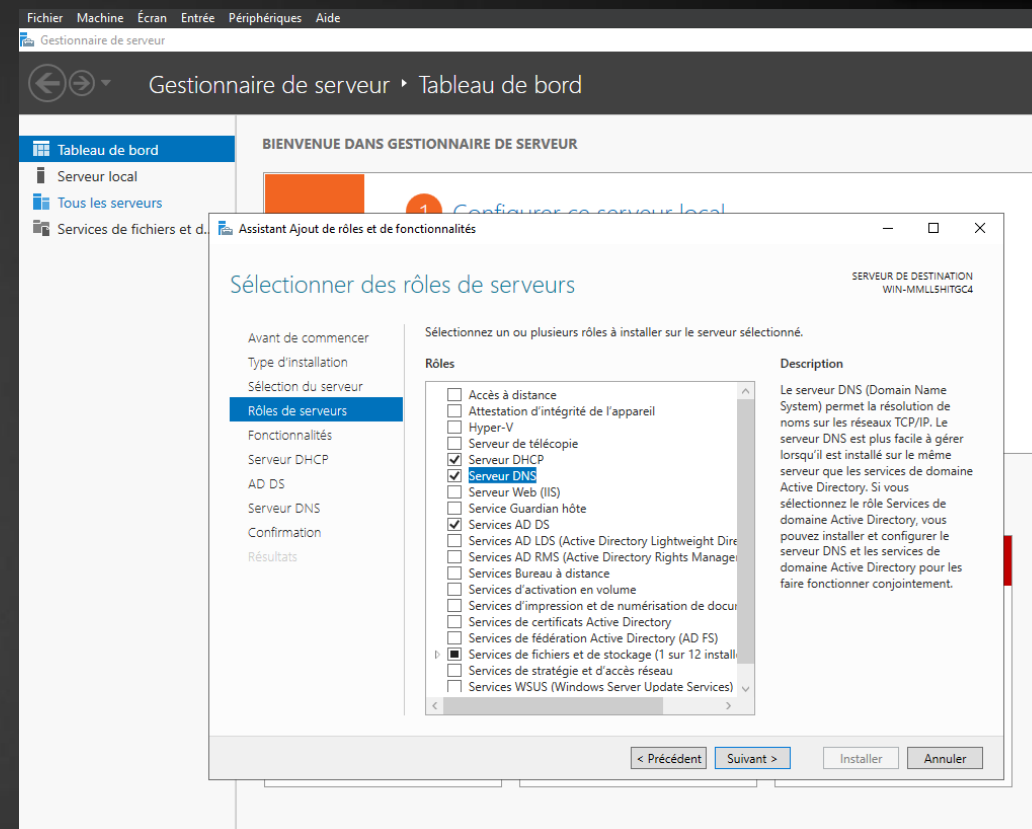 Fichier Machine Écran Entrée Périphériques Aide
Gestionnaire de serveur
Gestionnaire de serveur ‣ Tableau de bord
Tableau de bord
Serveur local
Tous les serveurs
Services de fichiers et d...
BIENVENUE DANS GESTIONNAIRE DE SERVEUR
1 Configurer ce serveur local
Assistant Ajout de rôles et de fonctionnalités
Sélectionner des rôles de serveurs
SERVEUR DE DESTINATION
WIN-MMLL5HITGC4
Avant de commencer
Type d'installation
Sélection du serveur
Rôles de serveurs
Fonctionnalités
Serveur DHCP
AD DS
Serveur DNS
Confirmation
Résultats
Sélectionnez un ou plusieurs rôles à installer sur le serveur sélectionné.
Rôles
Accès à distance
Attestation d'intégrité de l'appareil
Hyper-V
Serveur de télécopie
Serveur DHCP
Serveur DNS
Serveur Web (IIS)
Service Guardian hôte
Services AD DS
Services AD LDS (Active Directory Lightweight Dire
Services AD RMS (Active Directory Rights Manage
Services Bureau à distance
Services d'activation en volume
Services d'impression et de numérisation de docu
Services de certificats Active Directory
Services de fédération Active Directory (AD FS)
Services de fichiers et de stockage (1 sur 12 install
Services de stratégie et d'accès réseau
Services WSUS (Windows Server Update Services)
Description
Le serveur DNS (Domain Name
System) permet la résolution de
noms sur les réseaux TCP/IP. Le
serveur DNS est plus facile à gérer
lorsqu'il est installé sur le même
serveur que les services de domaine
Active Directory. Si vous
sélectionnez le rôle Services de
domaine Active Directory, vous
pouvez installer et configurer le
serveur DNS et les services de
domaine Active Directory pour les
faire fonctionner conjointement.
< Précédent Suivant > Installer Annuler